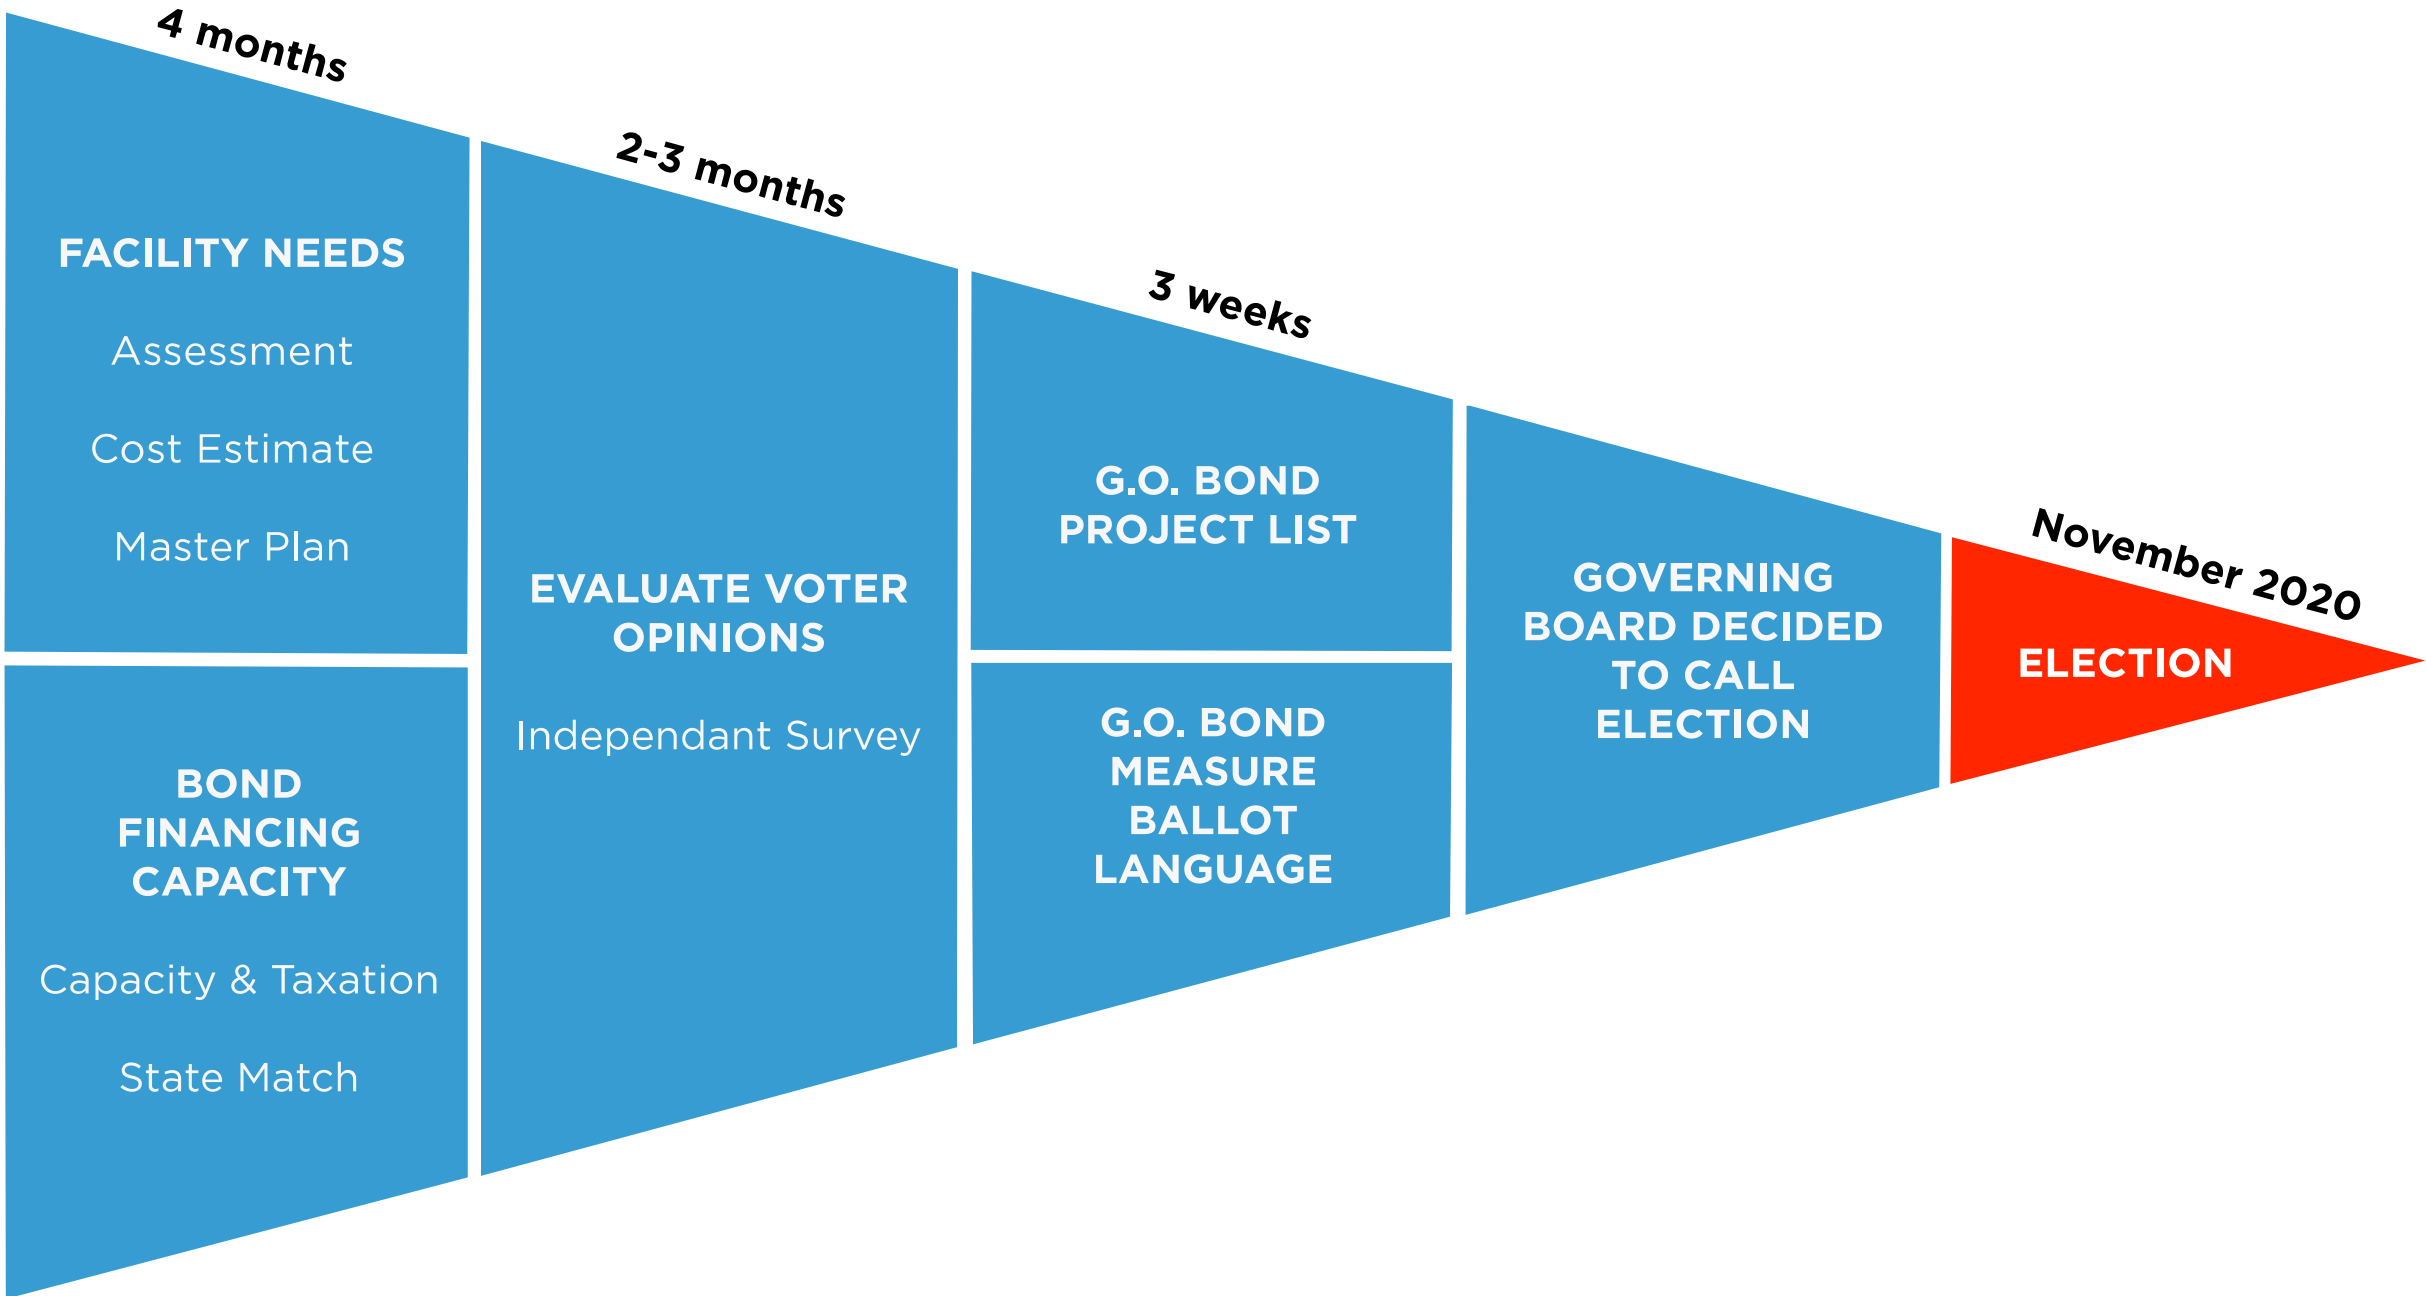 4 months
FACILITY NEEDS
Assessment
Cost Estimate
Master Plan
BOND
FINANCING
CAPACITY
Capacity & Taxation
State Match
2-3 months
EVALUATE VOTER
OPINIONS
Independant Survey
3 weeks
G.O. BOND
PROJECT LIST
G.O. BOND
MEASURE
BALLOT
LANGUAGE
GOVERNING
BOARD DECIDED
TO CALL
ELECTION
November 2020
ELECTION